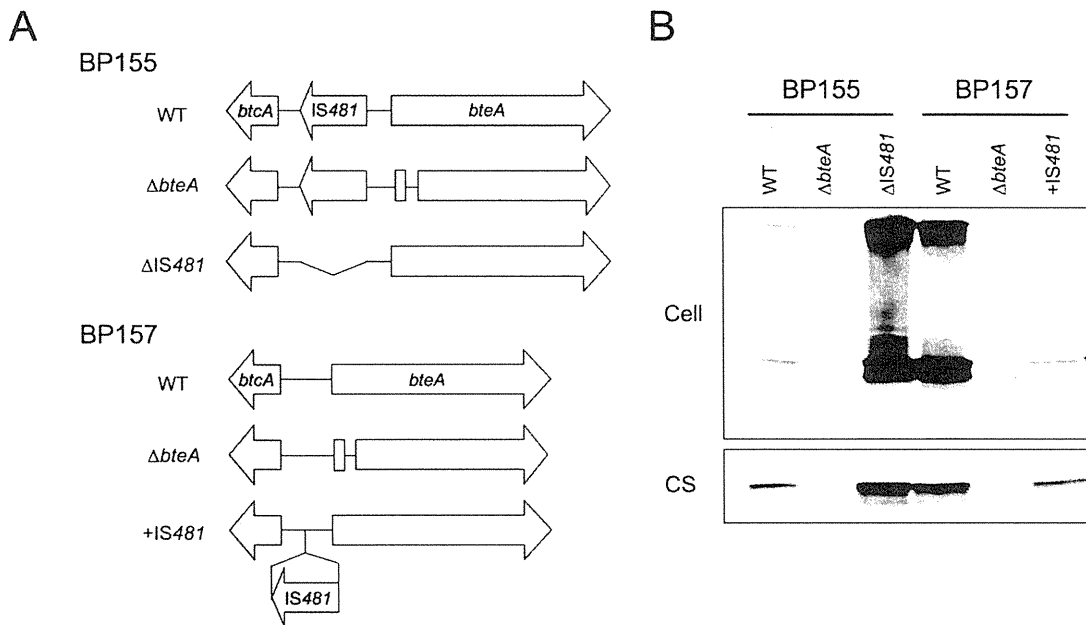 A
BP155
WT
btcA IS481 bteA
ΔbteA
ΔIS481
BP157
WT
btcA bteA
ΔbteA
+IS481
IS481
B
BP155 BP157
WT ΔbteA ΔIS481 WT ΔbteA +IS481
Cell
CS